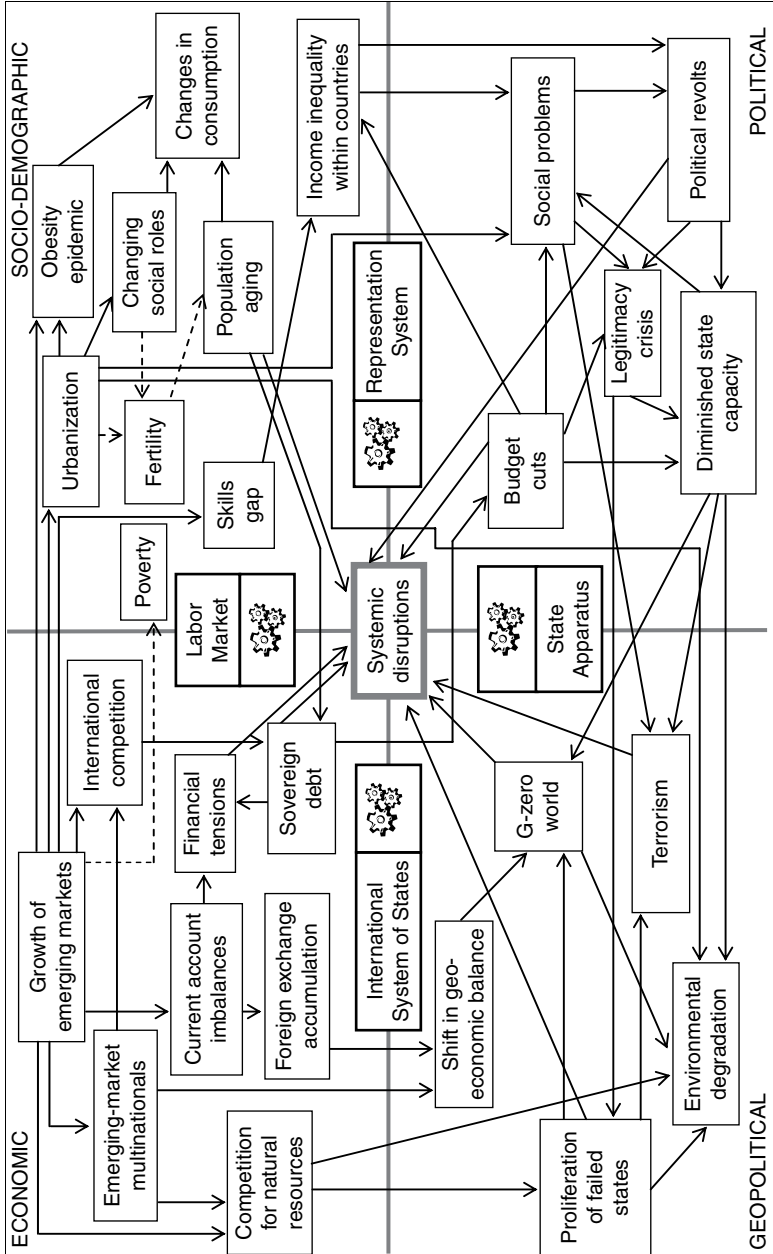 ECONOMIC
SOCIO-DEMOGRAPHIC
Growth of
emerging markets
Emerging-market
multinationals
Competition
for natural
resources
Current account
imbalances
Foreign exchange
accumulation
International
competition
Financial
tensions
Sovereign
debt
International
System of States
Poverty
Labor
Market
Urbanization
Fertility
Skills
gap
Obesity
epidemic
Changing
social roles
Population
aging
Changes in
consumption
Income inequality
within countries
Representation
System
Systemic
disruptions
Shift in geo-
economic balance
G-zero
world
Proliferation
of failed
states
Terrorism
Environmental
degradation
State
Apparatus
Budget
cuts
Social problems
Legitimacy
crisis
Diminished state
capacity
Political revolts
GEOPOLITICAL
POLITICAL